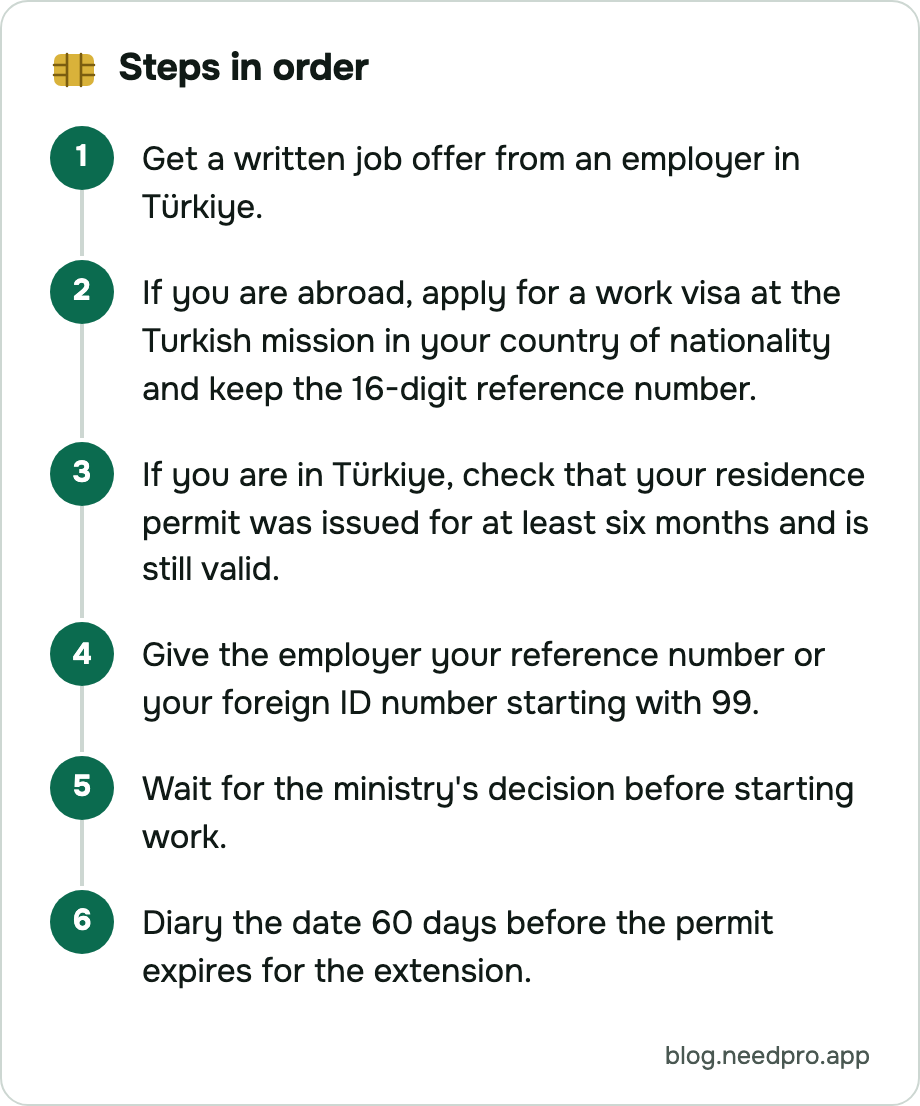 Steps in order
1
Get a written job offer from an employer in
Türkiye.
2
If you are abroad, apply for a work visa at the
Turkish mission in your country of nationality
and keep the 16-digit reference number.
3
If you are in Türkiye, check that your residence
permit was issued for at least six months and is
still valid.
4
Give the employer your reference number or
your foreign ID number starting with 99.
5
Wait for the ministry's decision before starting
work.
6
Diary the date 60 days before the permit
expires for the extension.
blog.needpro.app